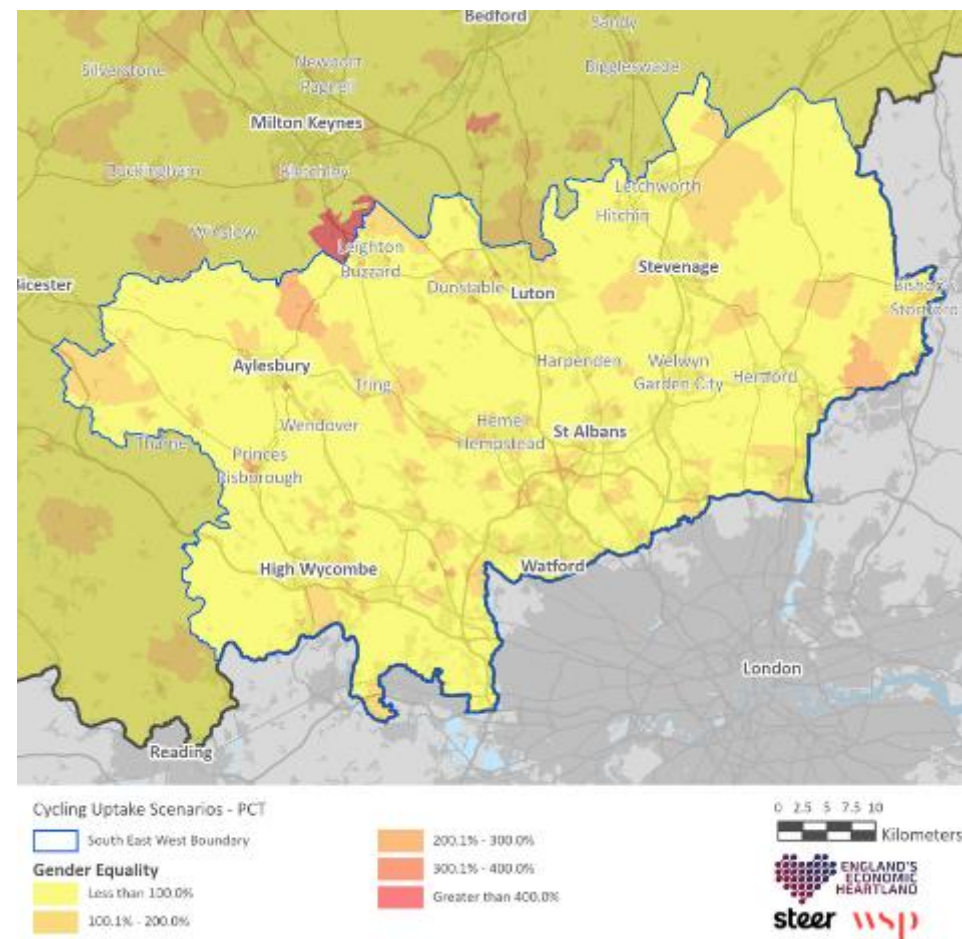 Bedford
Sandy
Silverstone
Newport
Pagnell
Biggleswade
Milton Keynes
Buckingham
Bletchley
Letchworth
Hitchin
Winslow
Leighton
Buzzard
Stevenage
Bicester
Dunstable
Luton
Bishop's
Stortford
Aylesbury
Harpenden
Welwyn
Garden City
Hertford
Tring
Hemel
Hempstead
Wendover
St Albans
Thame
Princes
Risborough
High Wycombe
Watford
London
Reading
Cycling Uptake Scenarios - PCT
South East West Boundary
Gender Equality
Less than 100.0%
100.1% - 200.0%
200.1% - 300.0%
300.1% - 400.0%
Greater than 400.0%
0 2.5 5 7.5 10
Kilometers
ENGLAND'S
ECONOMIC
HEARTLAND
steer wsp